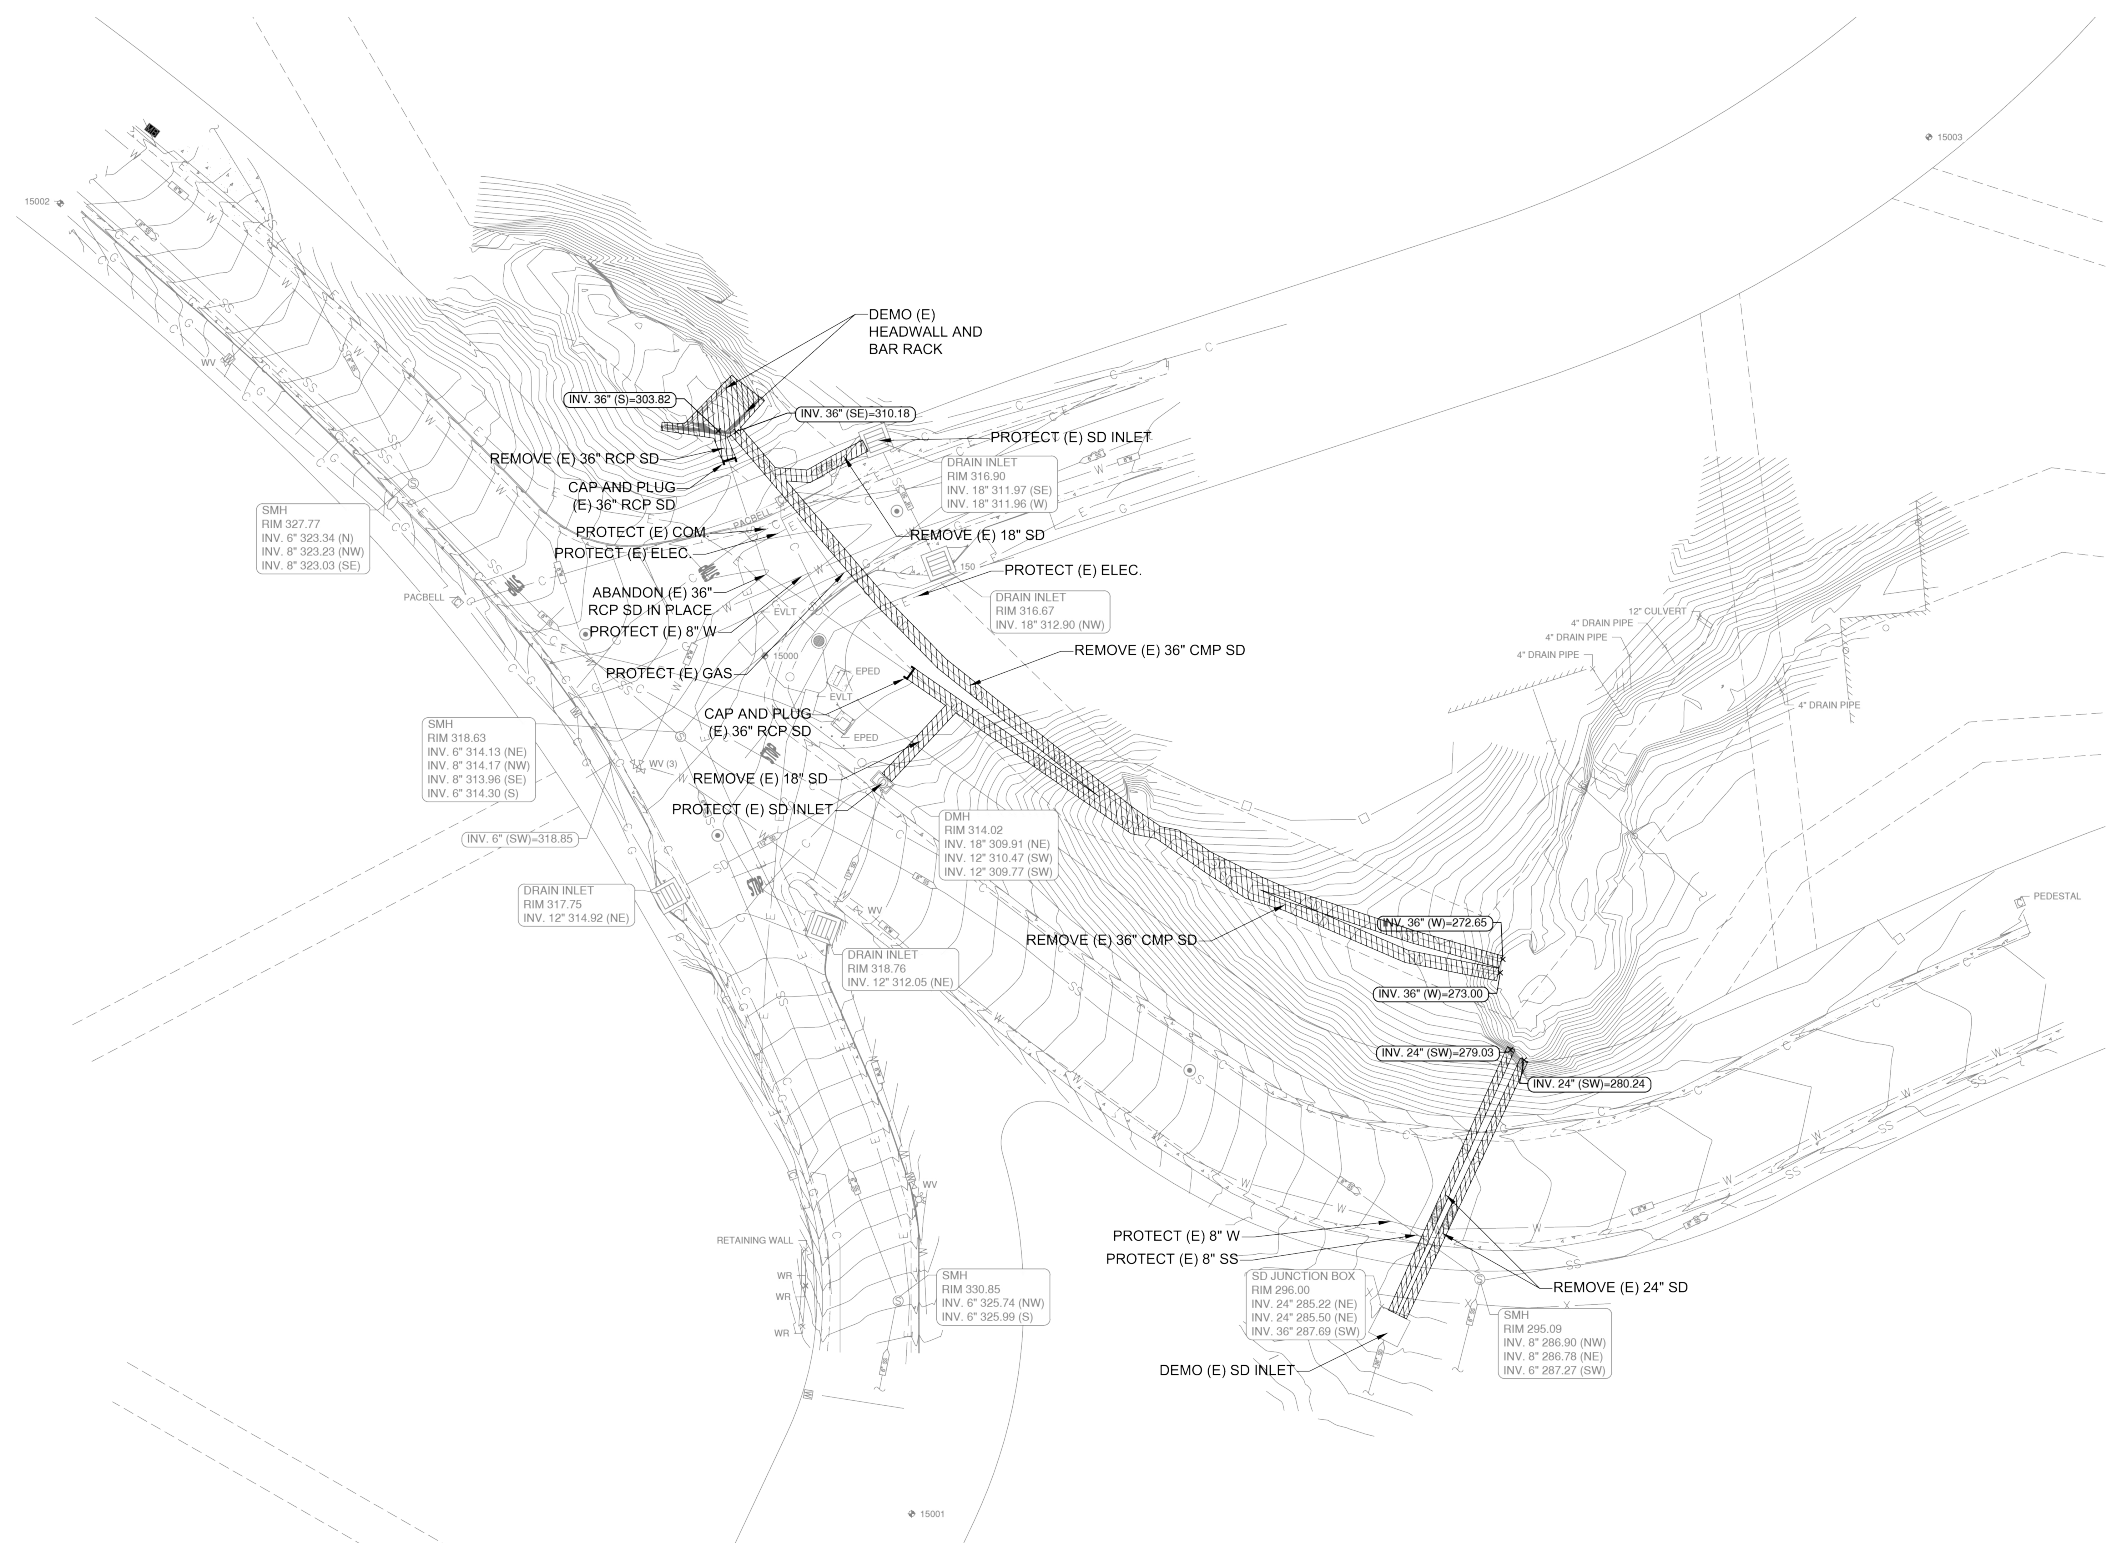 15003
15002
DEMO (E)
HEADWALL AND
BAR RACK
WV
INV. 36" (S)=303.82
INV. 36" (SE)=310.18
PROTECT (E) SD INLET
REMOVE (E) 36" RCP SD
DRAIN INLET
RIM 316.90
INV. 18" 311.97 (SE)
INV. 18" 311.96 (W)
CAP AND PLUG
(E) 36" RCP SD
SMH
RIM 327.77
INV. 6" 323.34 (N)
INV. 8" 323.23 (NW)
INV. 8" 323.03 (SE)
PACBELL
PROTECT (E) COM.
REMOVE (E) 18" SD
PROTECT (E) ELEC.
150
PROTECT (E) ELEC.
ABANDON (E) 36"
RCP SD IN PLACE
PACBELL
EVLT
DRAIN INLET
RIM 316.67
INV. 18" 312.90 (NW)
12" CULVERT
4" DRAIN PIPE
4" DRAIN PIPE
4" DRAIN PIPE
PROTECT (E) 8" W
15000
REMOVE (E) 36" CMP SD
PROTECT (E) GAS
EPED
EVLT
4" DRAIN PIPE
CAP AND PLUG
(E) 36" RCP SD
EPED
STOP
SMH
RIM 318.63
INV. 6" 314.13 (NE)
INV. 8" 314.17 (NW)
INV. 8" 313.96 (SE)
INV. 6" 314.30 (S)
WV (3)
REMOVE (E) 18" SD
PROTECT (E) SD INLET
DMH
RIM 314.02
INV. 18" 309.91 (NE)
INV. 12" 310.47 (SW)
INV. 12" 309.77 (SW)
INV. 6" (SW)=318.85
STOP
DRAIN INLET
RIM 317.75
INV. 12" 314.92 (NE)
WV
PEDESTAL
INV. 36" (W)=272.65
REMOVE (E) 36" CMP SD
DRAIN INLET
RIM 318.76
INV. 12" 312.05 (NE)
INV. 36" (W)=273.00
INV. 24" (SW)=279.03
INV. 24" (SW)=280.24
WV
RETAINING WALL
PROTECT (E) 8" W
PROTECT (E) 8" SS
WR
WR
WR
SMH
RIM 330.85
INV. 6" 325.74 (NW)
INV. 6" 325.99 (S)
SD JUNCTION BOX
RIM 296.00
INV. 24" 285.22 (NE)
INV. 24" 285.50 (NE)
INV. 36" 287.69 (SW)
REMOVE (E) 24" SD
SMH
RIM 295.09
INV. 8" 286.90 (NW)
INV. 8" 286.78 (NE)
INV. 6" 287.27 (SW)
DEMO (E) SD INLET
15001